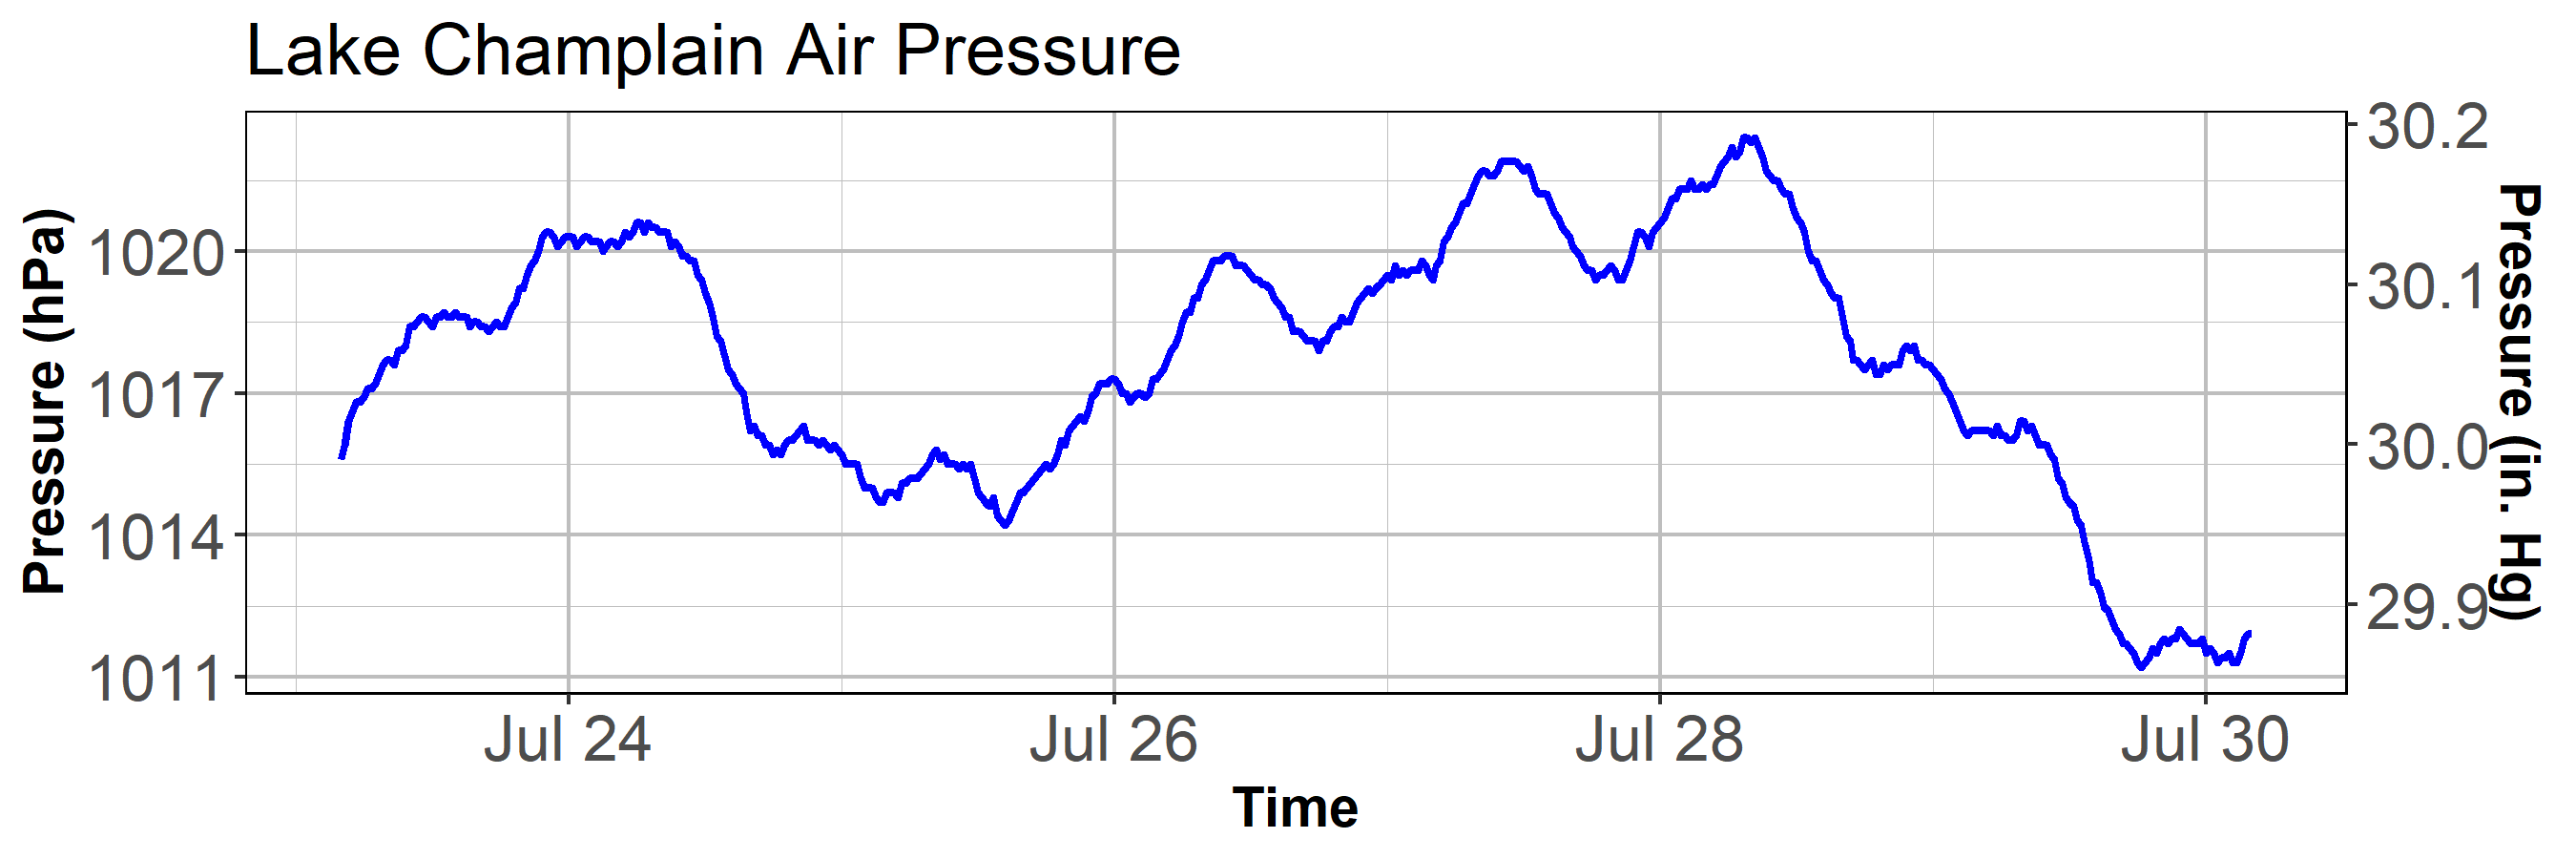 Lake Champlain Air Pressure
Pressure (hPa)
1020
1017
1014
1011
30.2
30.1
30.0
29.9
Pressure (in. Hg)
Jul 24 Jul 26 Jul 28 Jul 30
Time